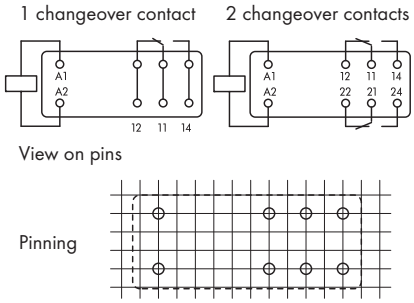 1 changeover contact 2 changeover contacts
A1 A1 12 11 14
A2 A2 22 21 24
12 11 14
View on pins
Pinning